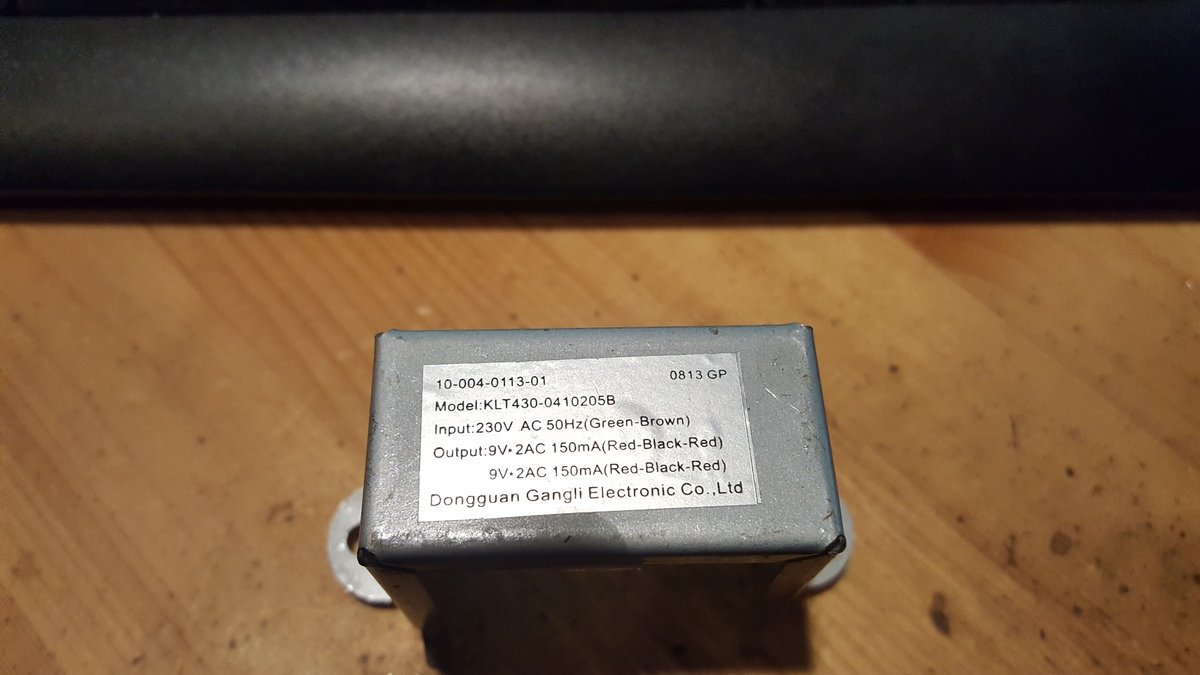 10-004-0113-01 0813 GP
Model:KLT430-0410205B
Input:230V AC 50Hz(Green-Brown)
Output:9V•2AC 150mA(Red-Black-Red)
9V•2AC 150mA(Red-Black-Red)
Dongguan Gangli Electronic Co.,Ltd